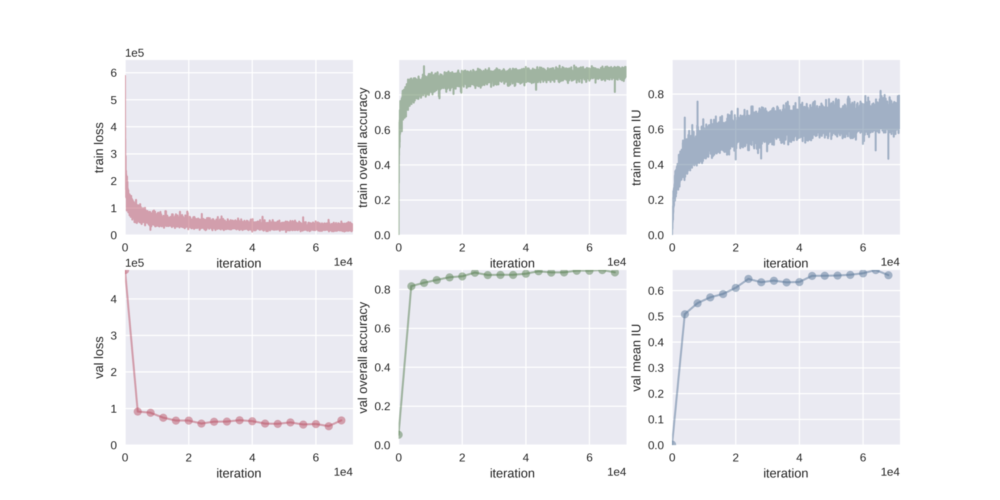 1e5
6
5
4
3
2
1
0
train loss
0 2 4 6
1e4
iteration
0.8
0.6
0.4
0.2
0.0
train overall accuracy
0 2 4 6
1e4
iteration
0.8
0.6
0.4
0.2
0.0
train mean IU
0 2 4 6
1e4
iteration
1e5
4
3
2
1
0
val loss
0 2 4 6
1e4
iteration
0.8
0.6
0.4
0.2
0.0
val overall accuracy
0 2 4 6
1e4
iteration
0.6
0.5
0.4
0.3
0.2
0.1
0.0
val mean IU
0 2 4 6
1e4
iteration